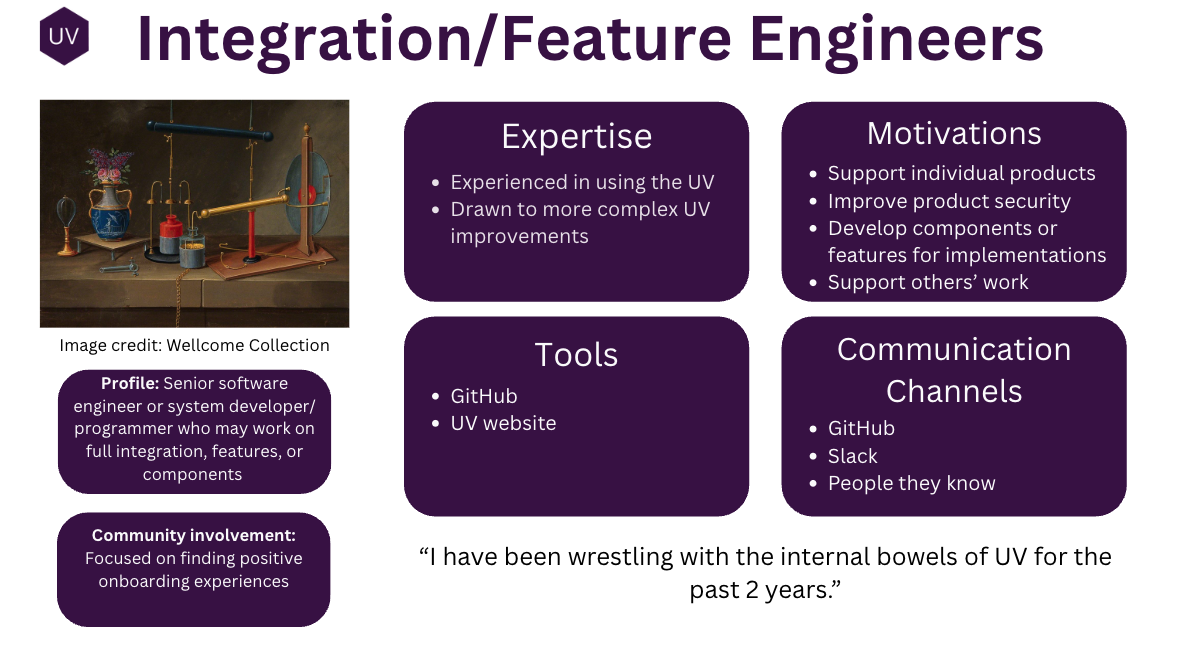 UV
Integration/Feature Engineers
Image credit: Wellcome Collection
Profile: Senior software
engineer or system developer/
programmer who may work on
full integration, features, or
components
Community involvement:
Focused on finding positive
onboarding experiences
Expertise
• Experienced in using the UV
• Drawn to more complex UV
improvements
Motivations
• Support individual products
• Improve product security
• Develop components or
features for implementations
• Support others’ work
Tools
• GitHub
• UV website
Communication
Channels
• GitHub
• Slack
• People they know
“I have been wrestling with the internal bowels of UV for the
past 2 years.”